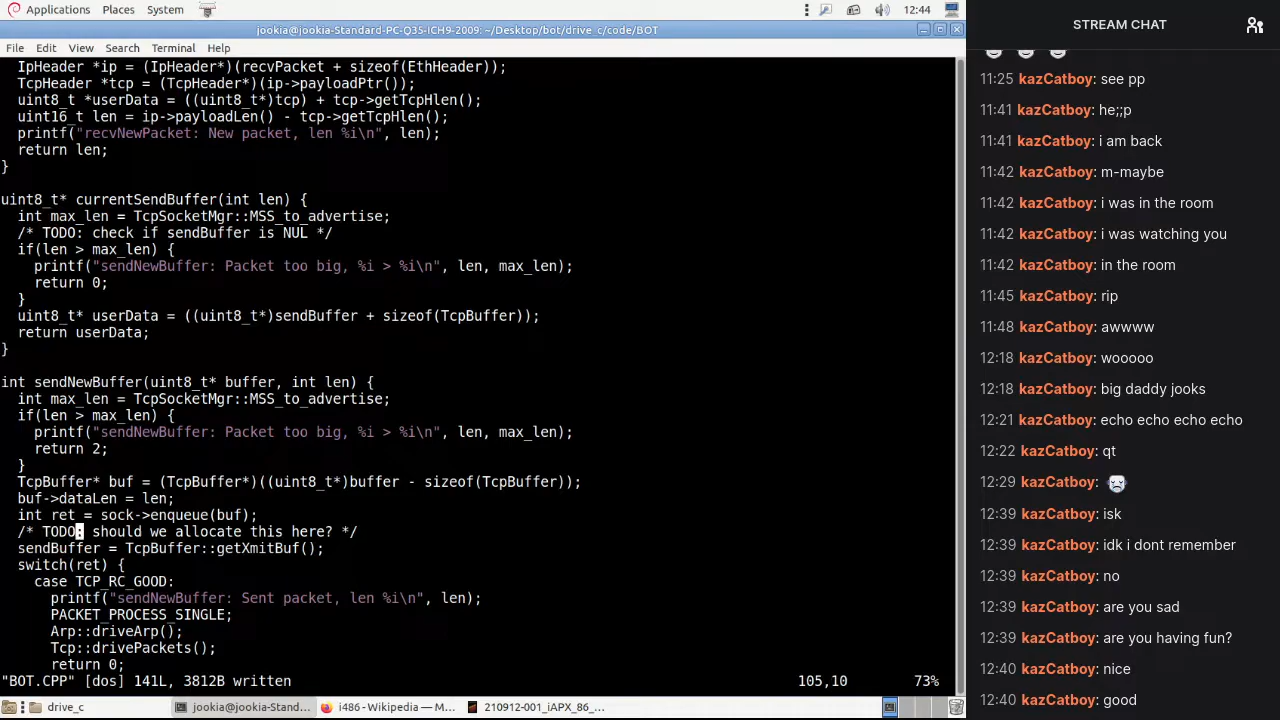 Applications Places System 12:44
jookia@jookia-Standard-PC-Q35-ICH9-2009: ~/Desktop/bot/drive_c/code/BOT
File Edit View Search Terminal Help
IpHeader *ip = (IpHeader*)(recvPacket + sizeof(EthHeader));
TcpHeader *tcp = (TcpHeader*)(ip->payloadPtr());
uint8_t *userData = ((uint8_t*)tcp) + tcp->getTcpHlen();
uint16_t len = ip->payloadLen() - tcp->getTcpHlen();
printf("recvNewPacket: New packet, len %i\n", len);
return len;
}
uint8_t* currentSendBuffer(int len) {
int max_len = TcpSocketMgr::MSS_to_advertise;
/* TODO: check if sendBuffer is NUL */
if(len > max_len) {
printf("sendNewBuffer: Packet too big, %i > %i\n", len, max_len);
return 0;
}
uint8_t* userData = ((uint8_t*)sendBuffer + sizeof(TcpBuffer));
return userData;
}
int sendNewBuffer(uint8_t* buffer, int len) {
int max_len = TcpSocketMgr::MSS_to_advertise;
if(len > max_len) {
printf("sendNewBuffer: Packet too big, %i > %i\n", len, max_len);
return 2;
}
TcpBuffer* buf = (TcpBuffer*)((uint8_t*)buffer - sizeof(TcpBuffer));
buf->dataLen = len;
int ret = sock->enqueue(buf);
/* TODO: should we allocate this here? */
sendBuffer = TcpBuffer::getXmitBuf();
switch(ret) {
case TCP_RC_GOOD:
printf("sendNewBuffer: Sent packet, len %i\n", len);
PACKET_PROCESS_SINGLE;
Arp::driveArp();
Tcp::drivePackets();
return 0;
"BOT.CPP" [dos] 141L, 3812B written 105,10 73%
drive_c jookia@jookia-Stand... i486 - Wikipedia — M... 210912-001_iAPX_86_...
STREAM CHAT
11:25 kazCatboy: see pp
11:41 kazCatboy: he;;p
11:41 kazCatboy: i am back
11:42 kazCatboy: m-maybe
11:42 kazCatboy: i was in the room
11:42 kazCatboy: i was watching you
11:42 kazCatboy: in the room
11:45 kazCatboy: rip
11:48 kazCatboy: awwww
12:18 kazCatboy: wooooo
12:18 kazCatboy: big daddy jooks
12:21 kazCatboy: echo echo echo echo
12:22 kazCatboy: qt
12:29 kazCatboy:
12:39 kazCatboy: isk
12:39 kazCatboy: idk i dont remember
12:39 kazCatboy: no
12:39 kazCatboy: are you sad
12:39 kazCatboy: are you having fun?
12:40 kazCatboy: nice
12:40 kazCatboy: good